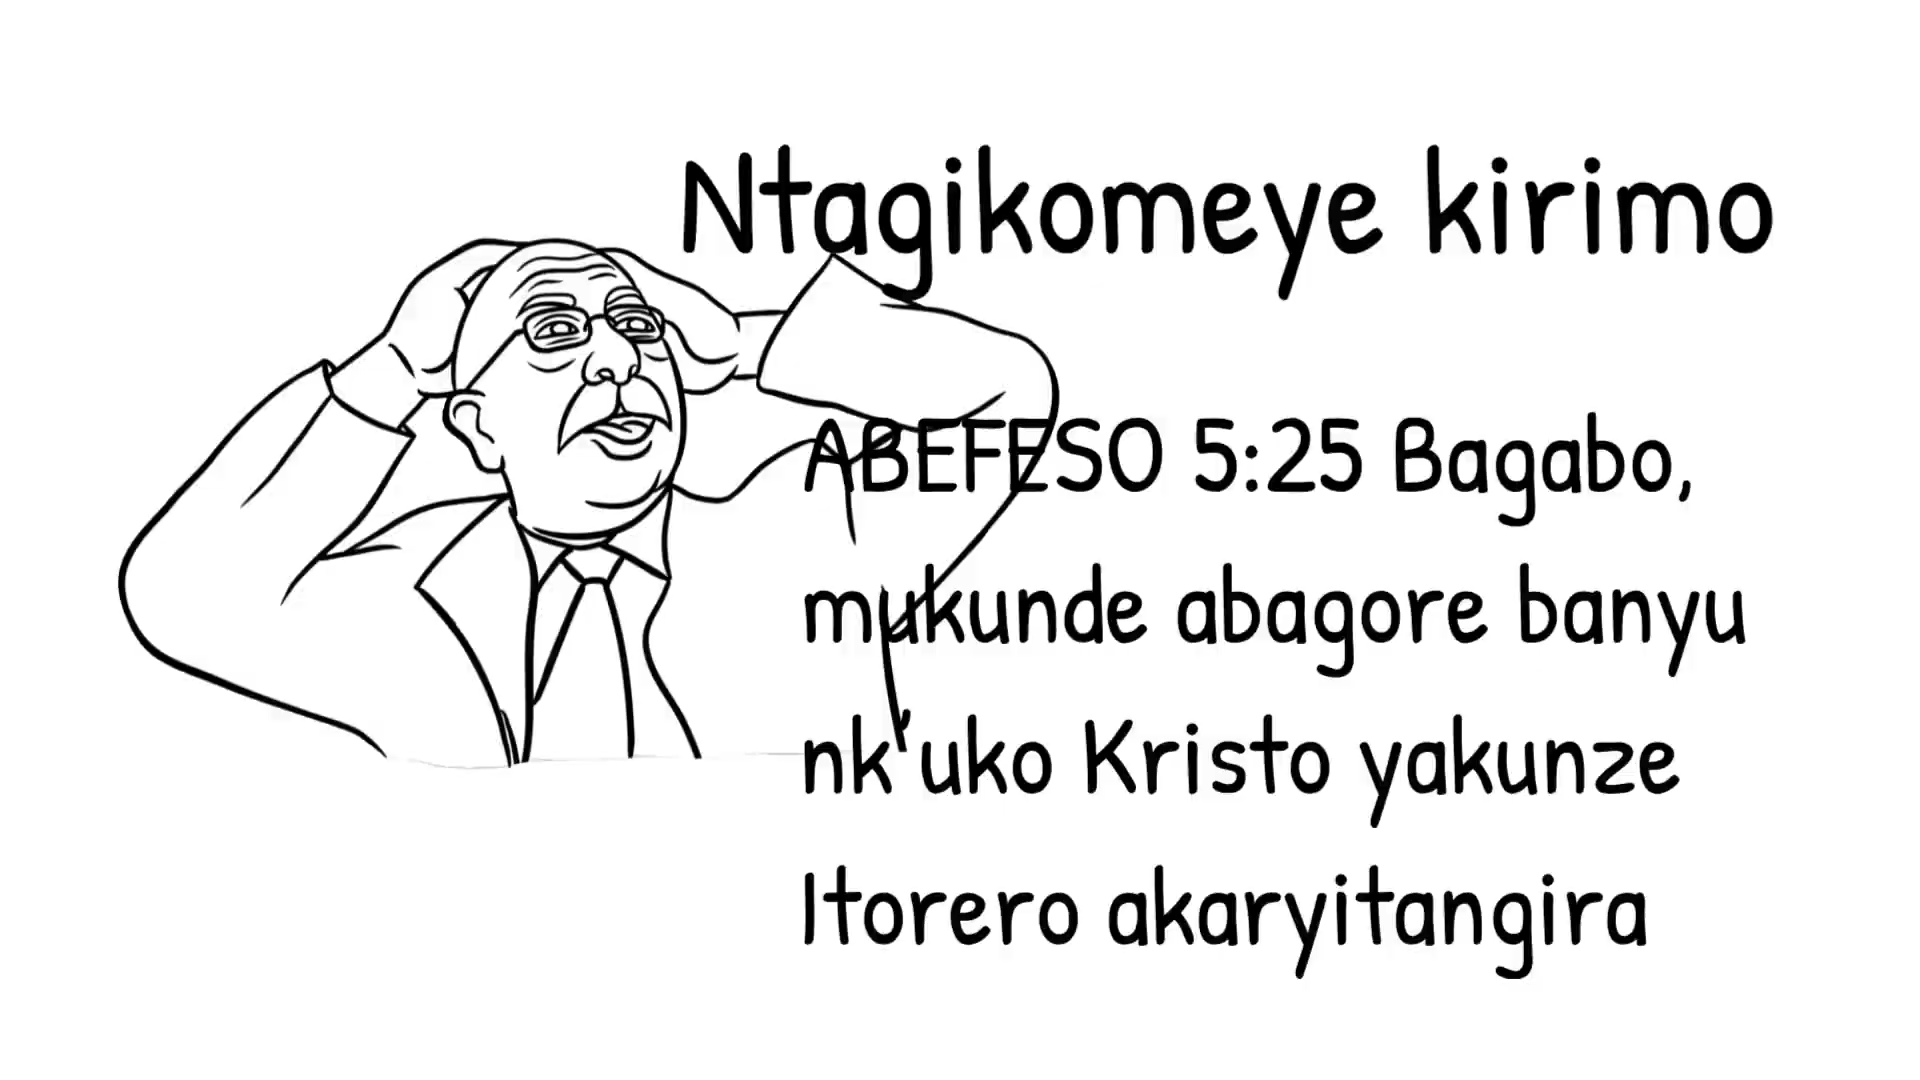 Ntagikomeye kirimo
ABEFESO 5:25 Bagabo,
mukunde abagore banyu
nk'uko Kristo yakunze
Itorero akaryitangira